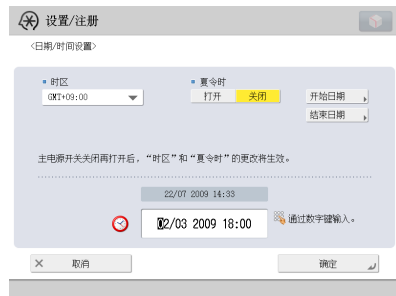 设置/注册
<日期/时间设置>
时区
夏令时
GMT+09:00
打开
关闭
开始日期
结束日期
主电源开关关闭再打开后，“时区”和“夏令时”的更改将生效。
22/07 2009 14:33
02/03 2009 18:00
通过数字键输入。
取消
确定